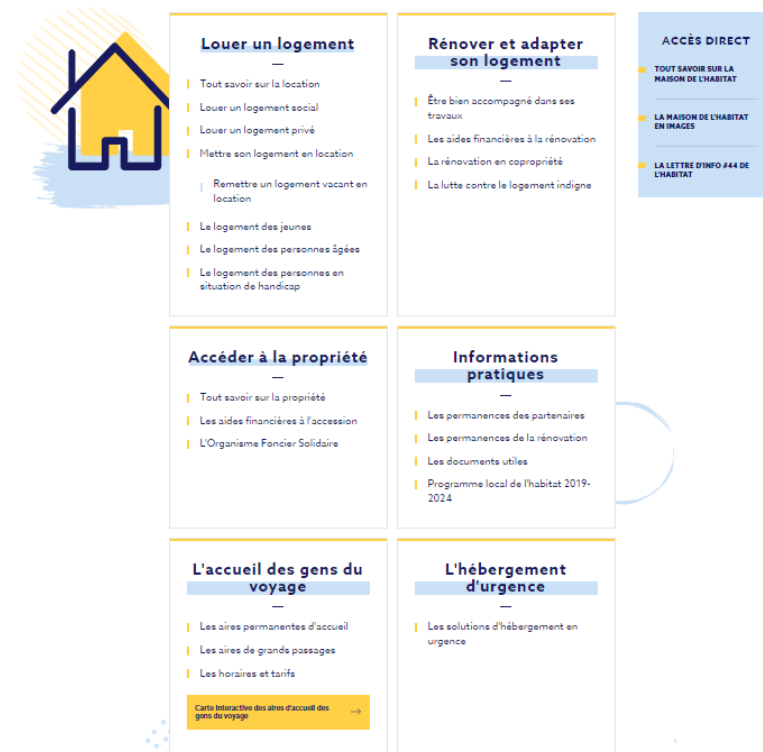 Louer un logement
Tout savoir sur la location
Louer un logement social
Louer un logement privé
Mettre son logement en location
Remettre un logement vacant en
location
Le logement des jeunes
Le logement des personnes âgées
Le logement des personnes en
situation de handicap
Rénover et adapter
son logement
Être bien accompagné dans ses
travaux
Les aides financières à la rénovation
La rénovation en copropriété
La lutte contre le logement indigne
ACCÈS DIRECT
TOUT SAVOIR SUR LA
MAISON DE L'HABITAT
LA MAISON DE L'HABITAT
EN IMAGES
LA LETTRE D'INFO #44 DE
L'HABITAT
Accéder à la propriété
Tout savoir sur la propriété
Les aides financières à l'accession
L'Organisme Foncier Solidaire
Informations
pratiques
Les permanences des partenaires
Les permanences de la rénovation
Les documents utiles
Programme local de l'habitat 2019-
2024
L'accueil des gens du
voyage
Les aires permanentes d'accueil
Les aires de grands passages
Les horaires et tarifs
Carte interactive des aires d'accueil des
gens du voyage
L'hébergement
d'urgence
Les solutions d'hébergement en
urgence